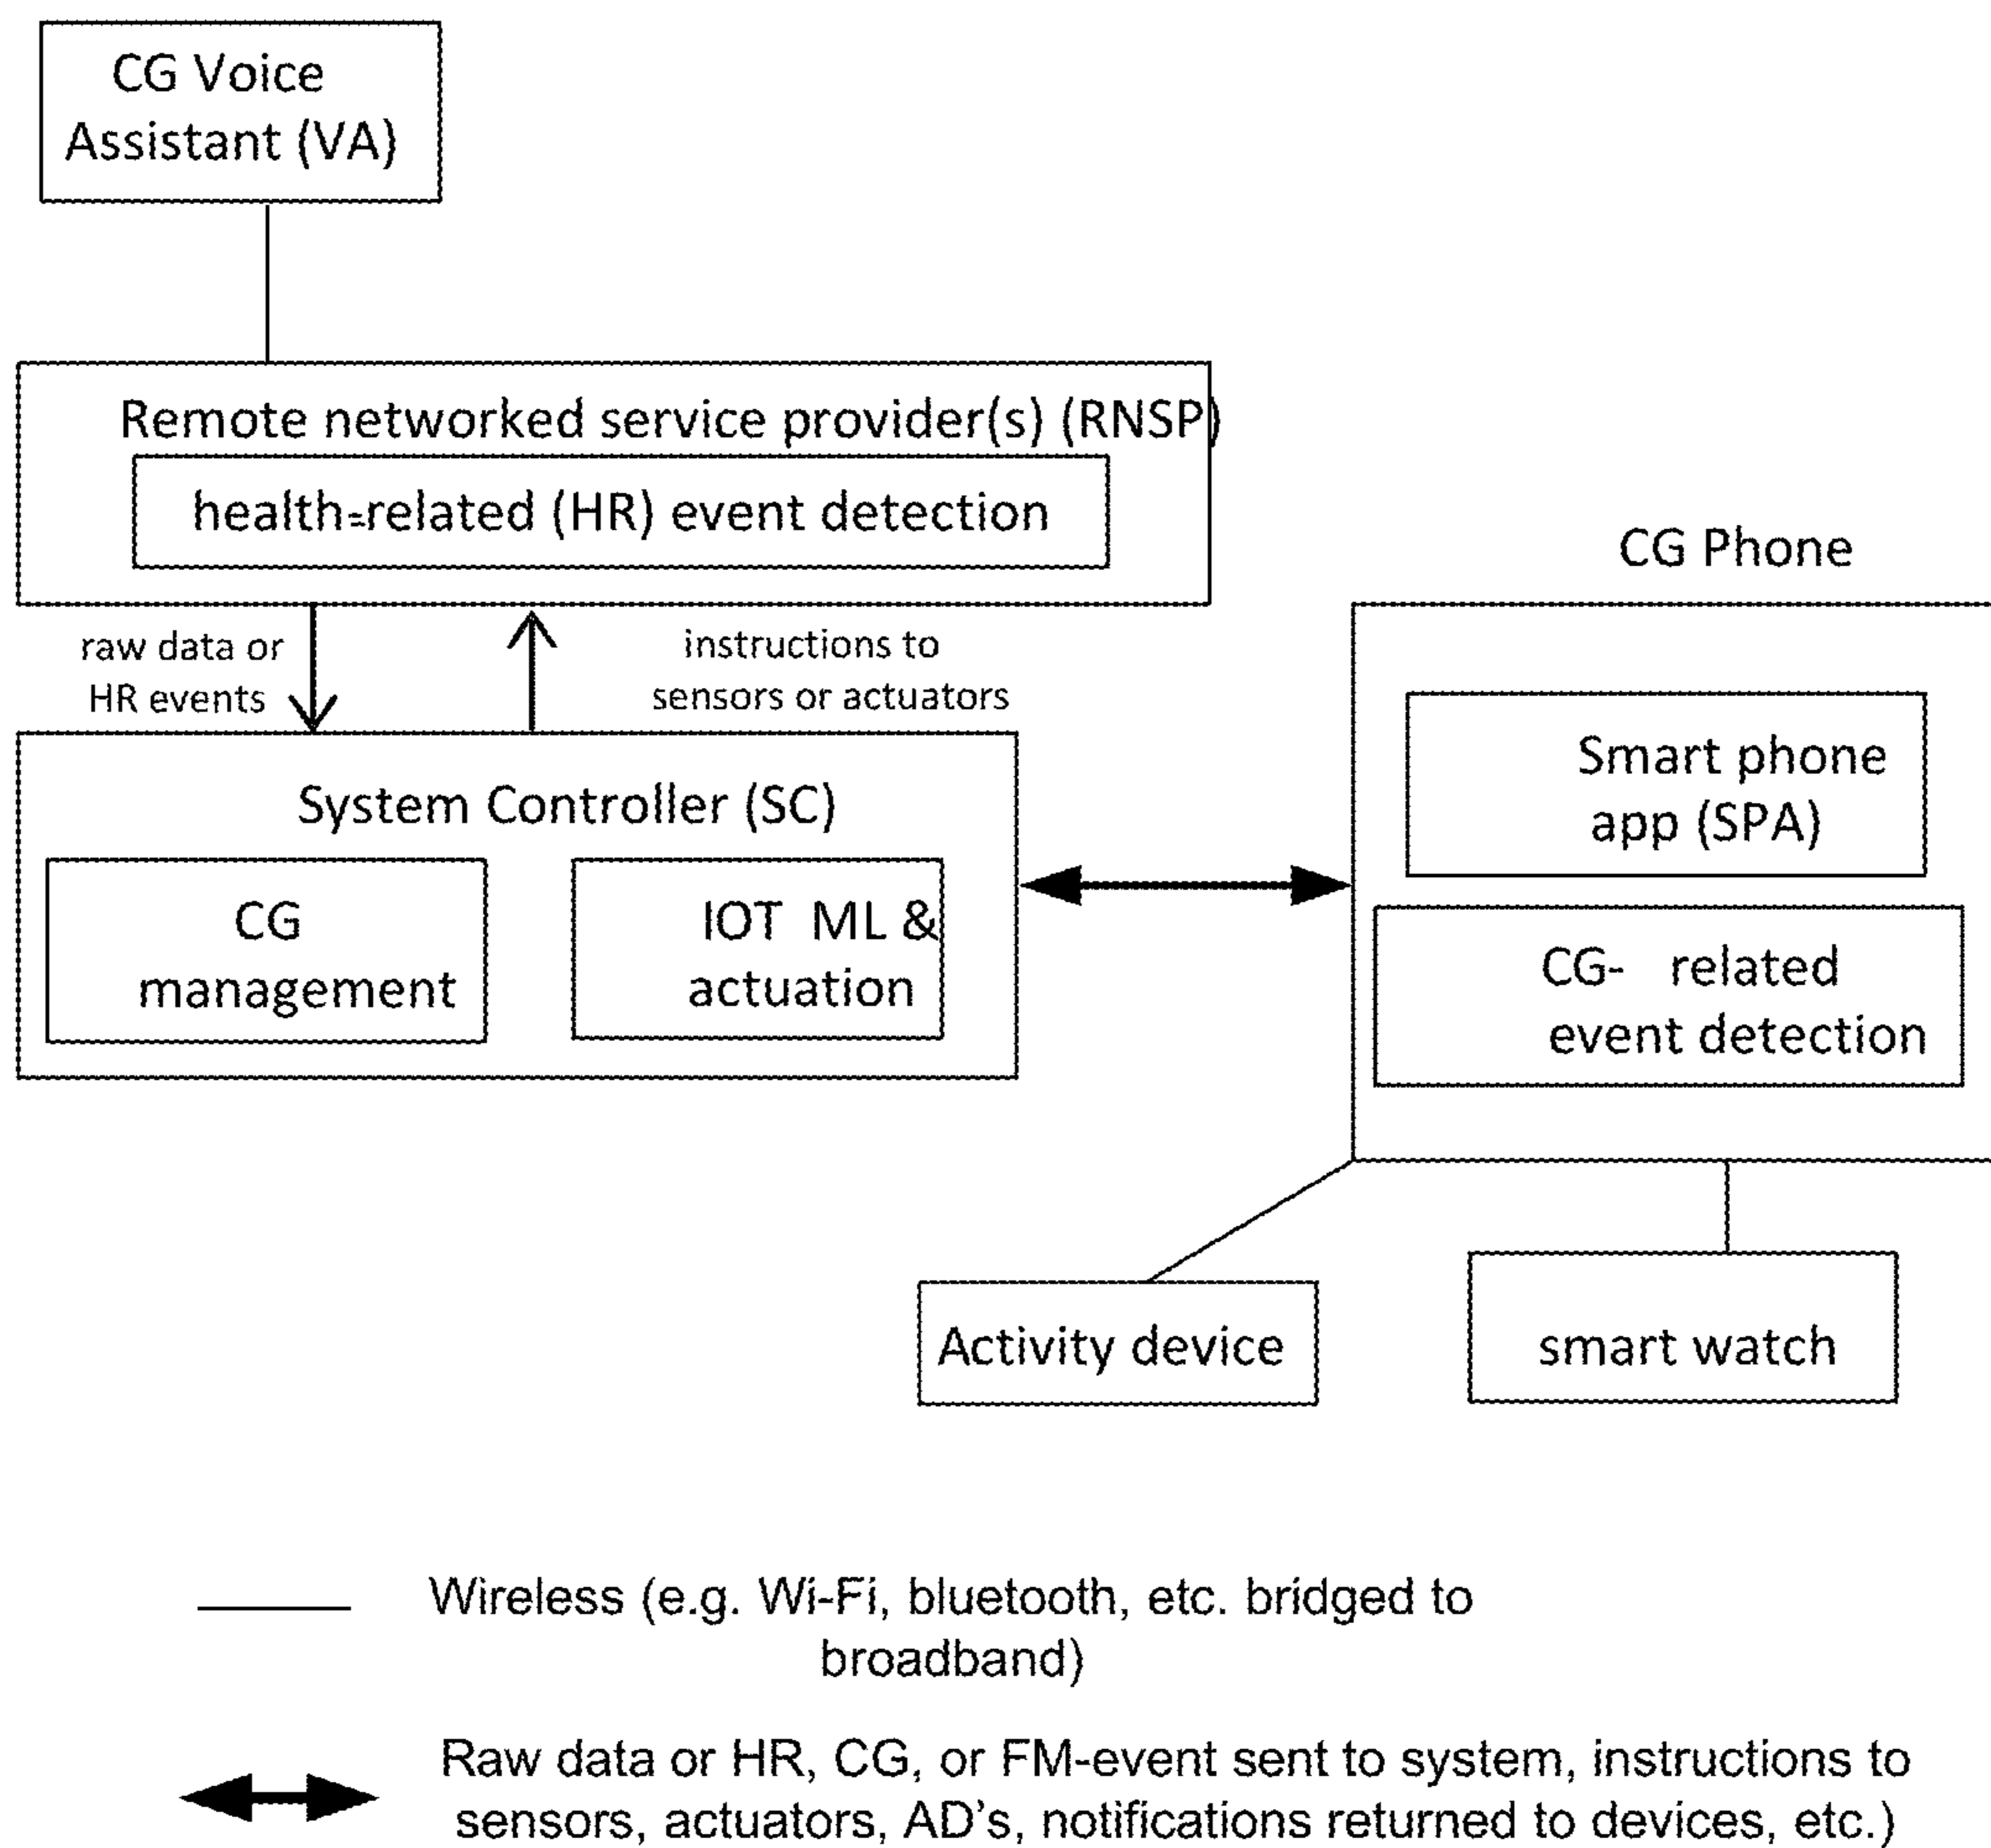 CG Voice
Assistant (VA)
Remote networked service provider(s) (RNSP)
health-related (HR) event detection
raw data or
HR events
instructions to
sensors or actuators
System Controller (SC)
CG
management
IOT ML &
actuation
CG Phone
Smart phone
app (SPA)
CG- related
event detection
Activity device
smart watch
Wireless (e.g. Wi-Fi, bluetooth, etc. bridged to
broadband)
Raw data or HR, CG, or FM-event sent to system, instructions to
sensors, actuators, AD's, notifications returned to devices, etc.)